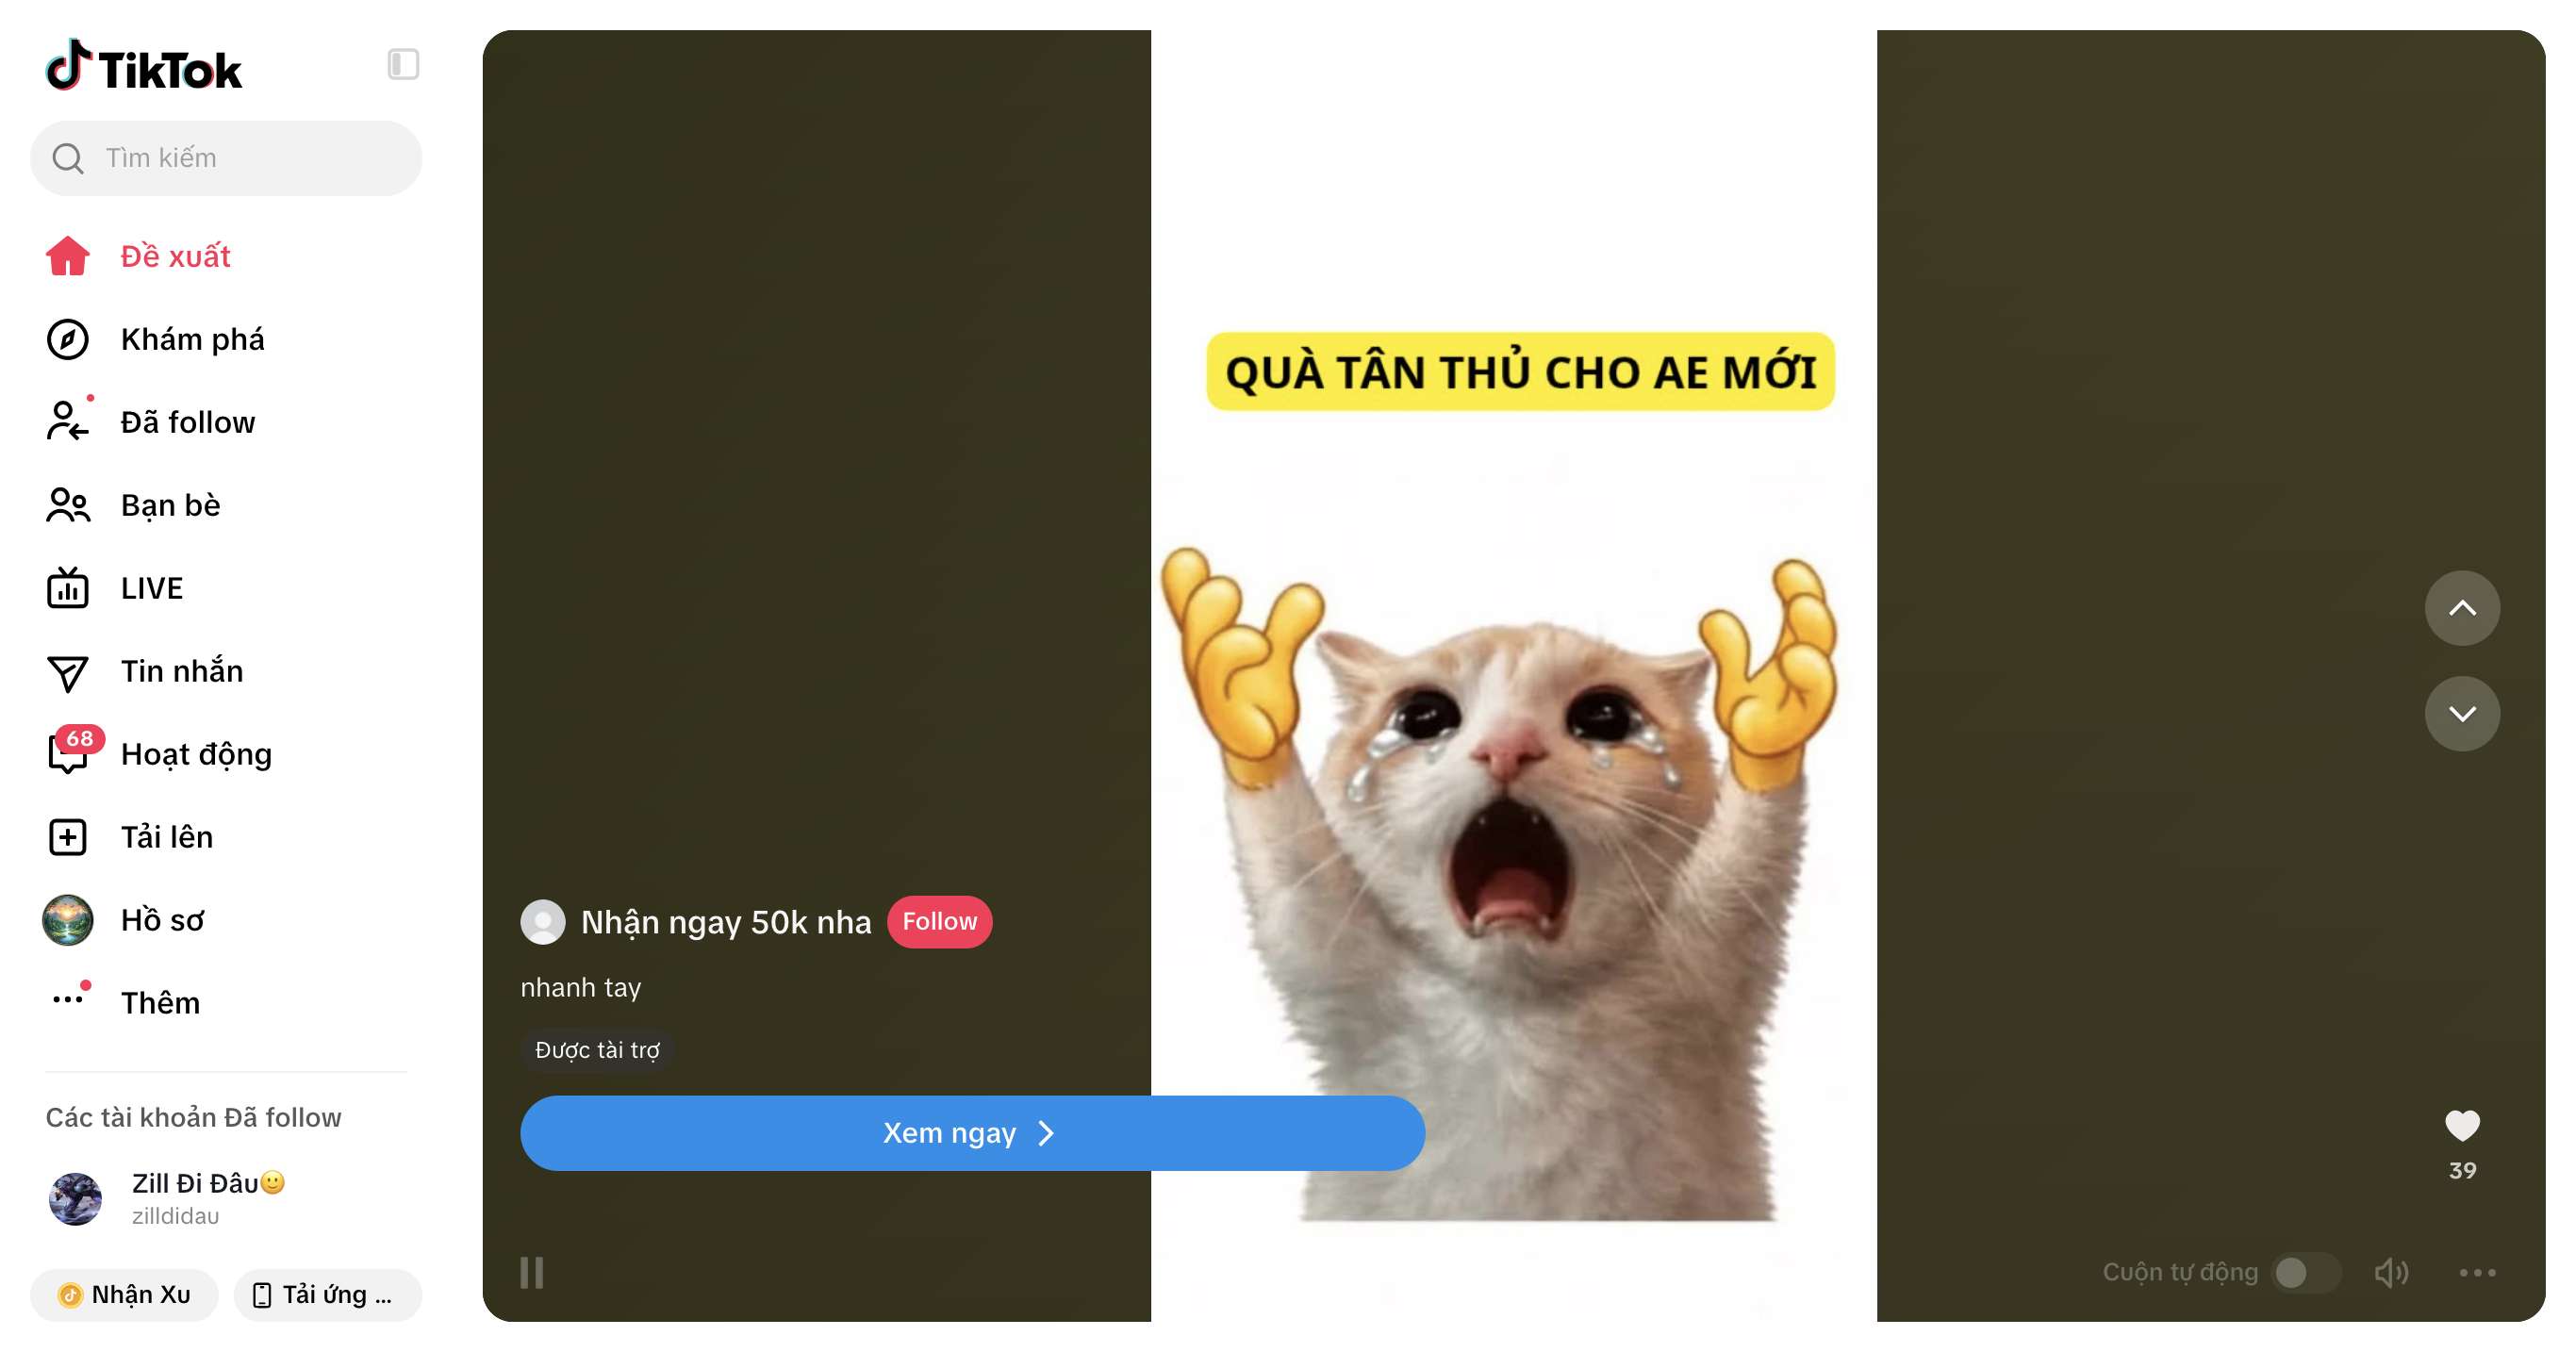 TikTok
Tìm kiếm
Đề xuất
Khám phá
Đã follow
Bạn bè
LIVE
Tin nhắn
68
Hoạt động
Tải lên
Hồ sơ
Thêm
Các tài khoản Đã follow
Zill Đi Đâu🙂
zilldidau
Nhận Xu
Tải ứng ...
QUÀ TÂN THỦ CHO AE MỚI
Nhận ngay 50k nha
Follow
nhanh tay
Được tài trợ
Xem ngay
39
Cuộn tự động